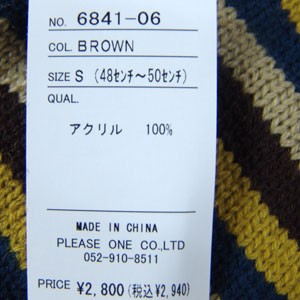 NO. 6841-06
COL. BROWN
SIZE S (48センチ～50センチ)
QUAL.
アクリル 100%
MADE IN CHINA
PLEASE ONE CO.,LTD
052-910-8511
PRICE ¥2,800(税込¥2,940)